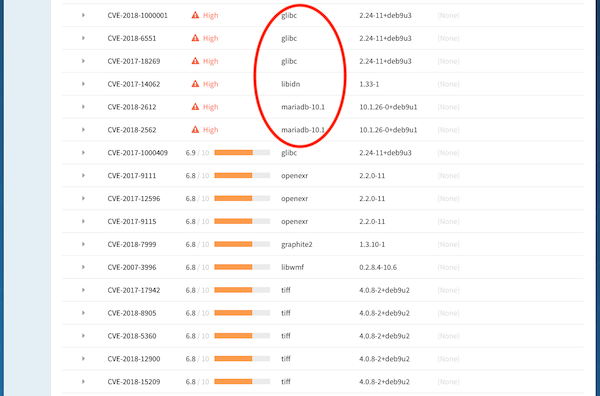 CVE-2018-1000001 High glibc 2.24-11+deb9u3 (None)
CVE-2018-6551 High glibc 2.24-11+deb9u3 (None)
CVE-2017-18269 High glibc 2.24-11+deb9u3 (None)
CVE-2017-14062 High libidn 1.33-1 (None)
CVE-2018-2612 High mariadb-10.1 10.1.26-0+deb9u1 (None)
CVE-2018-2562 High mariadb-10.1 10.1.26-0+deb9u1 (None)
CVE-2017-1000409 6.9 / 10 glibc 2.24-11+deb9u3 (None)
CVE-2017-9111 6.8 / 10 openexr 2.2.0-11 (None)
CVE-2017-12596 6.8 / 10 openexr 2.2.0-11 (None)
CVE-2017-9115 6.8 / 10 openexr 2.2.0-11 (None)
CVE-2018-7999 6.8 / 10 graphite2 1.3.10-1 (None)
CVE-2007-3996 6.8 / 10 libwmf 0.2.8.4-10.6 (None)
CVE-2017-17942 6.8 / 10 tiff 4.0.8-2+deb9u2 (None)
CVE-2018-8905 6.8 / 10 tiff 4.0.8-2+deb9u2 (None)
CVE-2018-5360 6.8 / 10 tiff 4.0.8-2+deb9u2 (None)
CVE-2018-12900 6.8 / 10 tiff 4.0.8-2+deb9u2 (None)
CVE-2018-15209 6.8 / 10 tiff 4.0.8-2+deb9u2 (None)